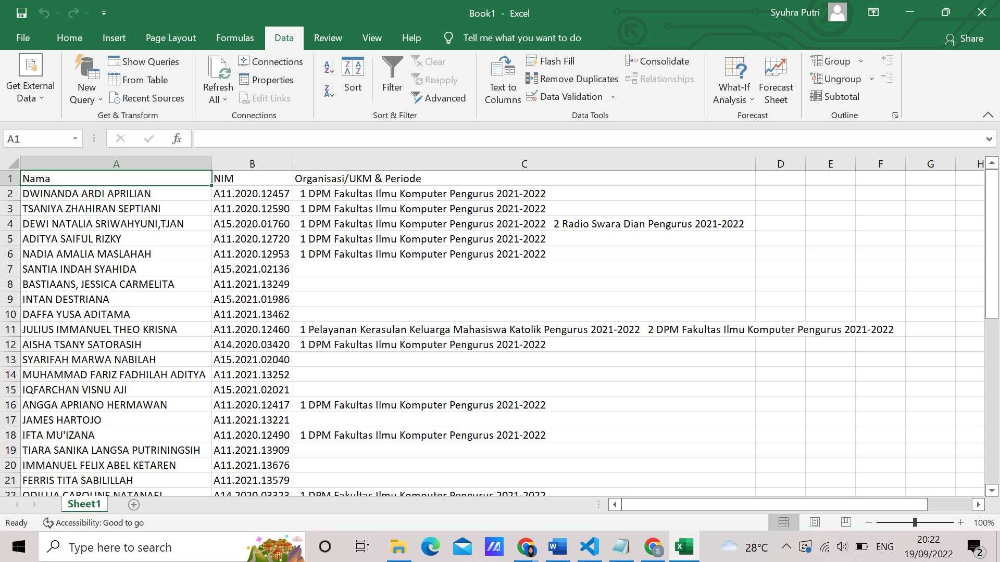 Book1 - Excel
Syuhra Putri
File Home Insert Page Layout Formulas Data Review View Help Tell me what you want to do Share
Get External Data
New Query
Show Queries
From Table
Recent Sources
Get & Transform
Refresh All
Connections
Properties
Edit Links
Connections
Sort
Filter
Clear
Reapply
Advanced
Sort & Filter
Text to Columns
Flash Fill
Remove Duplicates
Data Validation
Consolidate
Relationships
Data Tools
What-If Analysis
Forecast Sheet
Forecast
Group
Ungroup
Subtotal
Outline
A1 fx
A B C D E F G H
1 Nama NIM Organisasi/UKM & Periode
2 DWINANDA ARDI APRILIAN A11.2020.12457 1 DPM Fakultas Ilmu Komputer Pengurus 2021-2022
3 TSANIYA ZHAHIRAN SEPTIANI A11.2020.12590 1 DPM Fakultas Ilmu Komputer Pengurus 2021-2022
4 DEWI NATALIA SRIWAHYUNI,TJAN A15.2020.01760 1 DPM Fakultas Ilmu Komputer Pengurus 2021-2022 2 Radio Swara Dian Pengurus 2021-2022
5 ADITYA SAIFUL RIZKY A11.2020.12720 1 DPM Fakultas Ilmu Komputer Pengurus 2021-2022
6 NADIA AMALIA MASLAHAH A11.2020.12953 1 DPM Fakultas Ilmu Komputer Pengurus 2021-2022
7 SANTIA INDAH SYAHIDA A15.2021.02136
8 BASTIAANS, JESSICA CARMELITA A11.2021.13249
9 INTAN DESTRIANA A15.2021.01986
10 DAFFA YUSA ADITAMA A11.2021.13462
11 JULIUS IMMANUEL THEO KRISNA A11.2020.12460 1 Pelayanan Kerasulan Keluarga Mahasiswa Katolik Pengurus 2021-2022 2 DPM Fakultas Ilmu Komputer Pengurus 2021-2022
12 AISHA TSANY SATORASIH A14.2020.03420 1 DPM Fakultas Ilmu Komputer Pengurus 2021-2022
13 SYARIFAH MARWA NABILAH A15.2021.02040
14 MUHAMMAD FARIZ FADHILAH ADITYA A11.2021.13252
15 IQFARCHAN VISNU AJI A15.2021.02021
16 ANGGA APRIANO HERMAWAN A11.2020.12417 1 DPM Fakultas Ilmu Komputer Pengurus 2021-2022
17 JAMES HARTOJO A11.2021.13221
18 IFTA MU'IZANA A11.2020.12490 1 DPM Fakultas Ilmu Komputer Pengurus 2021-2022
19 TIARA SANIKA LANGSA PUTRININGSIH A11.2021.13909
20 IMMANUEL FELIX ABEL KETAREN A11.2021.13676
21 FERRIS TITA SABILILLAH A11.2021.13579
22 A14.2020.03323 1 DPM Fakultas Ilmu Komputer Pengurus 2021-2022
Sheet1
Ready Accessibility: Good to go 100%
Type here to search
28°C ENG
20:22
19/09/2022
2